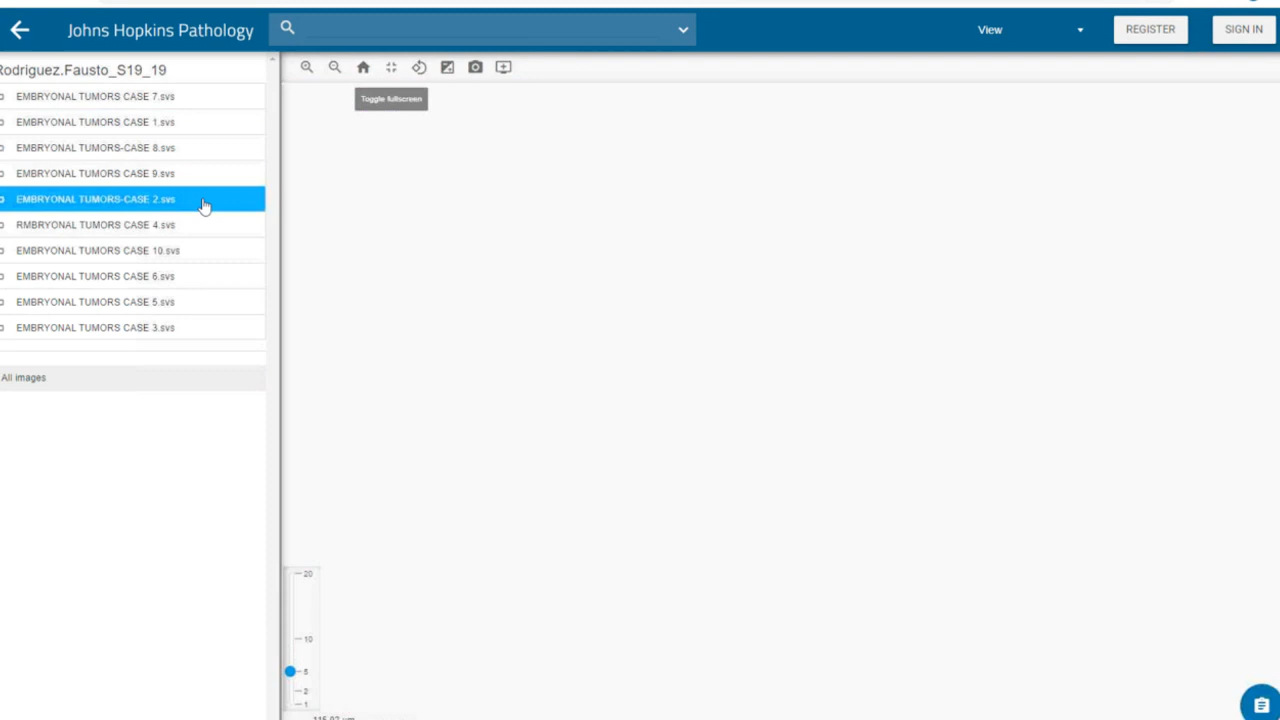 Johns Hopkins Pathology
View
REGISTER
SIGN IN
Rodriguez.Fausto_S19_19
Toggle fullscreen
EMBRYONAL TUMORS CASE 7.svs
EMBRYONAL TUMORS CASE 1.svs
EMBRYONAL TUMORS-CASE 8.svs
EMBRYONAL TUMORS CASE 9.svs
EMBRYONAL TUMORS-CASE 2.svs
RMBRYONAL TUMORS CASE 4.svs
EMBRYONAL TUMORS CASE 10.svs
EMBRYONAL TUMORS CASE 6.svs
EMBRYONAL TUMORS CASE 5.svs
EMBRYONAL TUMORS CASE 3.svs
All images
20
10
5
2
1